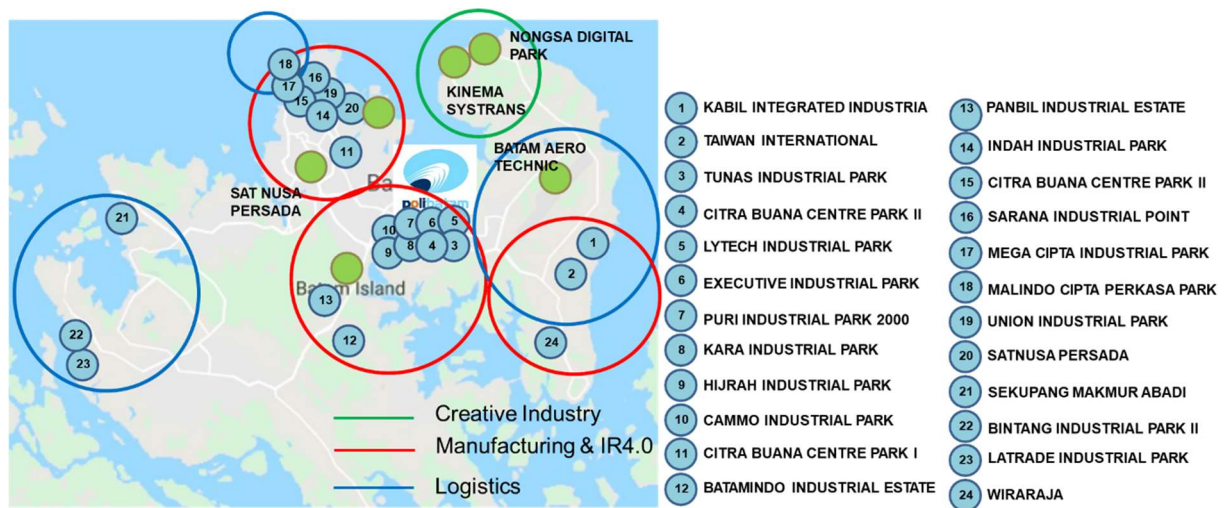 NONGSA DIGITAL
PARK
KINEMA
SYSTRANS
18
16
17
19
15
20
14
11
BATAM AERO
TECHNIC
Ba
polibatam
SAT NUSA
PERSADA
21
10
7
6
5
9
8
4
3
1
2
Batam Island
13
12
22
23
24
Creative Industry
Manufacturing & IR4.0
Logistics
1 KABIL INTEGRATED INDUSTRIA
2 TAIWAN INTERNATIONAL
3 TUNAS INDUSTRIAL PARK
4 CITRA BUANA CENTRE PARK II
5 LYTECH INDUSTRIAL PARK
6 EXECUTIVE INDUSTRIAL PARK
7 PURI INDUSTRIAL PARK 2000
8 KARA INDUSTRIAL PARK
9 HIJRAH INDUSTRIAL PARK
10 CAMMO INDUSTRIAL PARK
11 CITRA BUANA CENTRE PARK I
12 BATAMINDO INDUSTRIAL ESTATE
13 PANBIL INDUSTRIAL ESTATE
14 INDAH INDUSTRIAL PARK
15 CITRA BUANA CENTRE PARK II
16 SARANA INDUSTRIAL POINT
17 MEGA CIPTA INDUSTRIAL PARK
18 MALINDO CIPTA PERKASA PARK
19 UNION INDUSTRIAL PARK
20 SATNUSA PERSADA
21 SEKUPANG MAKMUR ABADI
22 BINTANG INDUSTRIAL PARK II
23 LATRADE INDUSTRIAL PARK
24 WIRARAJA